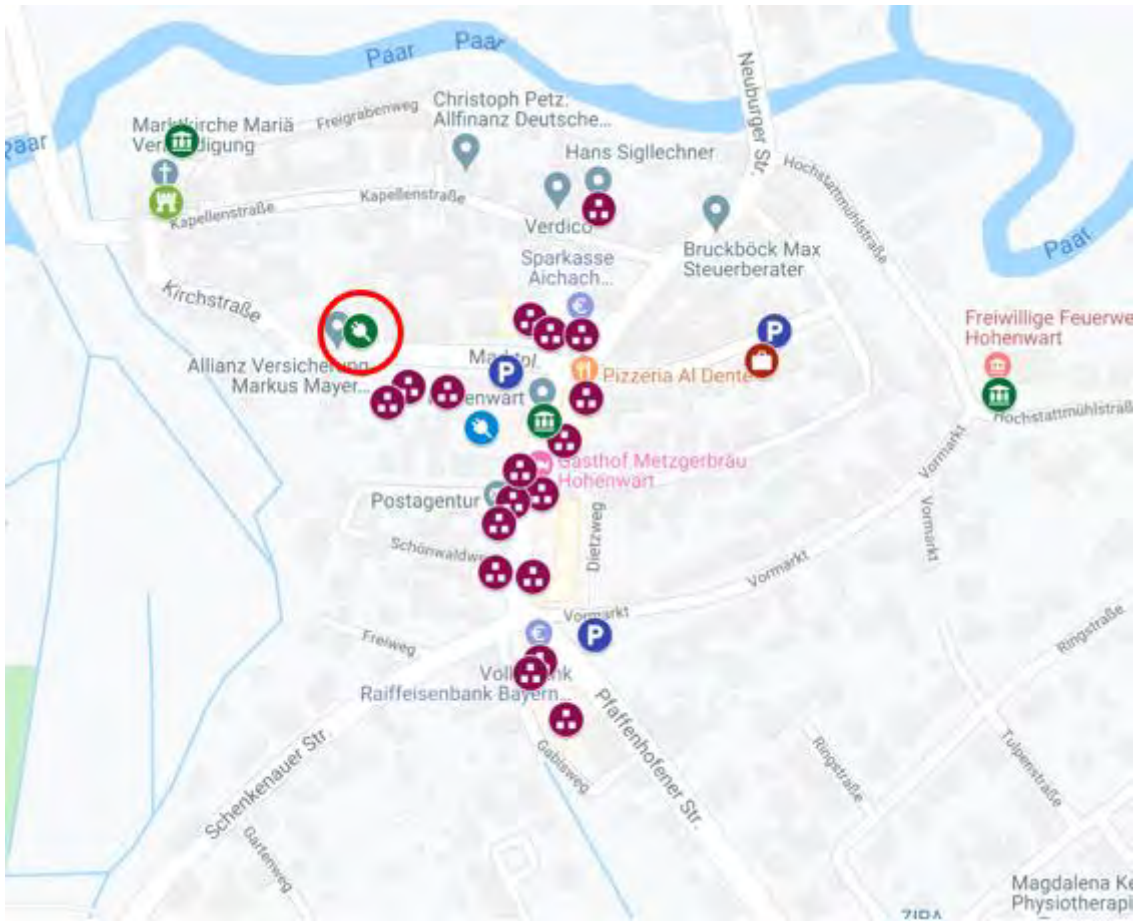 Paar
Paar
Neuburger Str.
Christoph Petz:
Allfinanz Deutsche...
Freigrabenweg
Marktkirche Mariä
Paar
Hans Sigllechner
Hochstattmühlstraße
Kapellenstraße
Kapellenstraße
Verdico
Bruckböck Max
Steuerberater
Paar
Sparkasse
Aichach...
Kirchstraße
Freiwillige Feuerwe
Hohenwart
P
Allianz Versicherung
Markus Mayer...
P
Pizzeria Al Dente
Hochstattmühlstraße
Vormarkt
Gasthof Metzgerbräu
Hohenwart
Postagentur
Dietzweg
Vormarkt
Schönwaldwe
Vormarkt
Vormarkt
P
Freiweg
Ringstraße
Raiffeisenbank Bayern...
Pfaffenhofener Str.
Gabisweg
Schenkenauer Str.
Ringstraße
Tulpenstraße
Gartenweg
Magdalena Ke
Physiotherapi